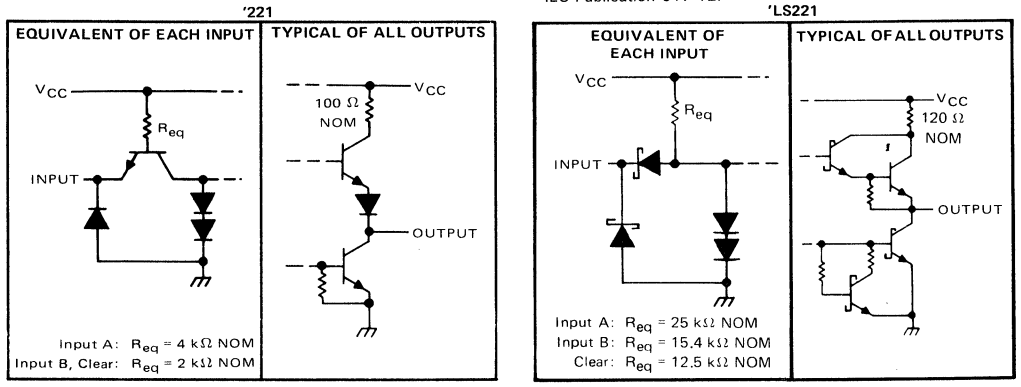 '221
EQUIVALENT OF EACH INPUT
VCC
Req
INPUT
Input A: Req = 4 kΩ NOM
Input B, Clear: Req = 2 kΩ NOM
TYPICAL OF ALL OUTPUTS
VCC
100 Ω
NOM
OUTPUT
'LS221
EQUIVALENT OF
EACH INPUT
VCC
Req
INPUT
Input A: Req = 25 kΩ NOM
Input B: Req = 15.4 kΩ NOM
Clear: Req = 12.5 kΩ NOM
TYPICAL OF ALL OUTPUTS
VCC
120 Ω
NOM
OUTPUT